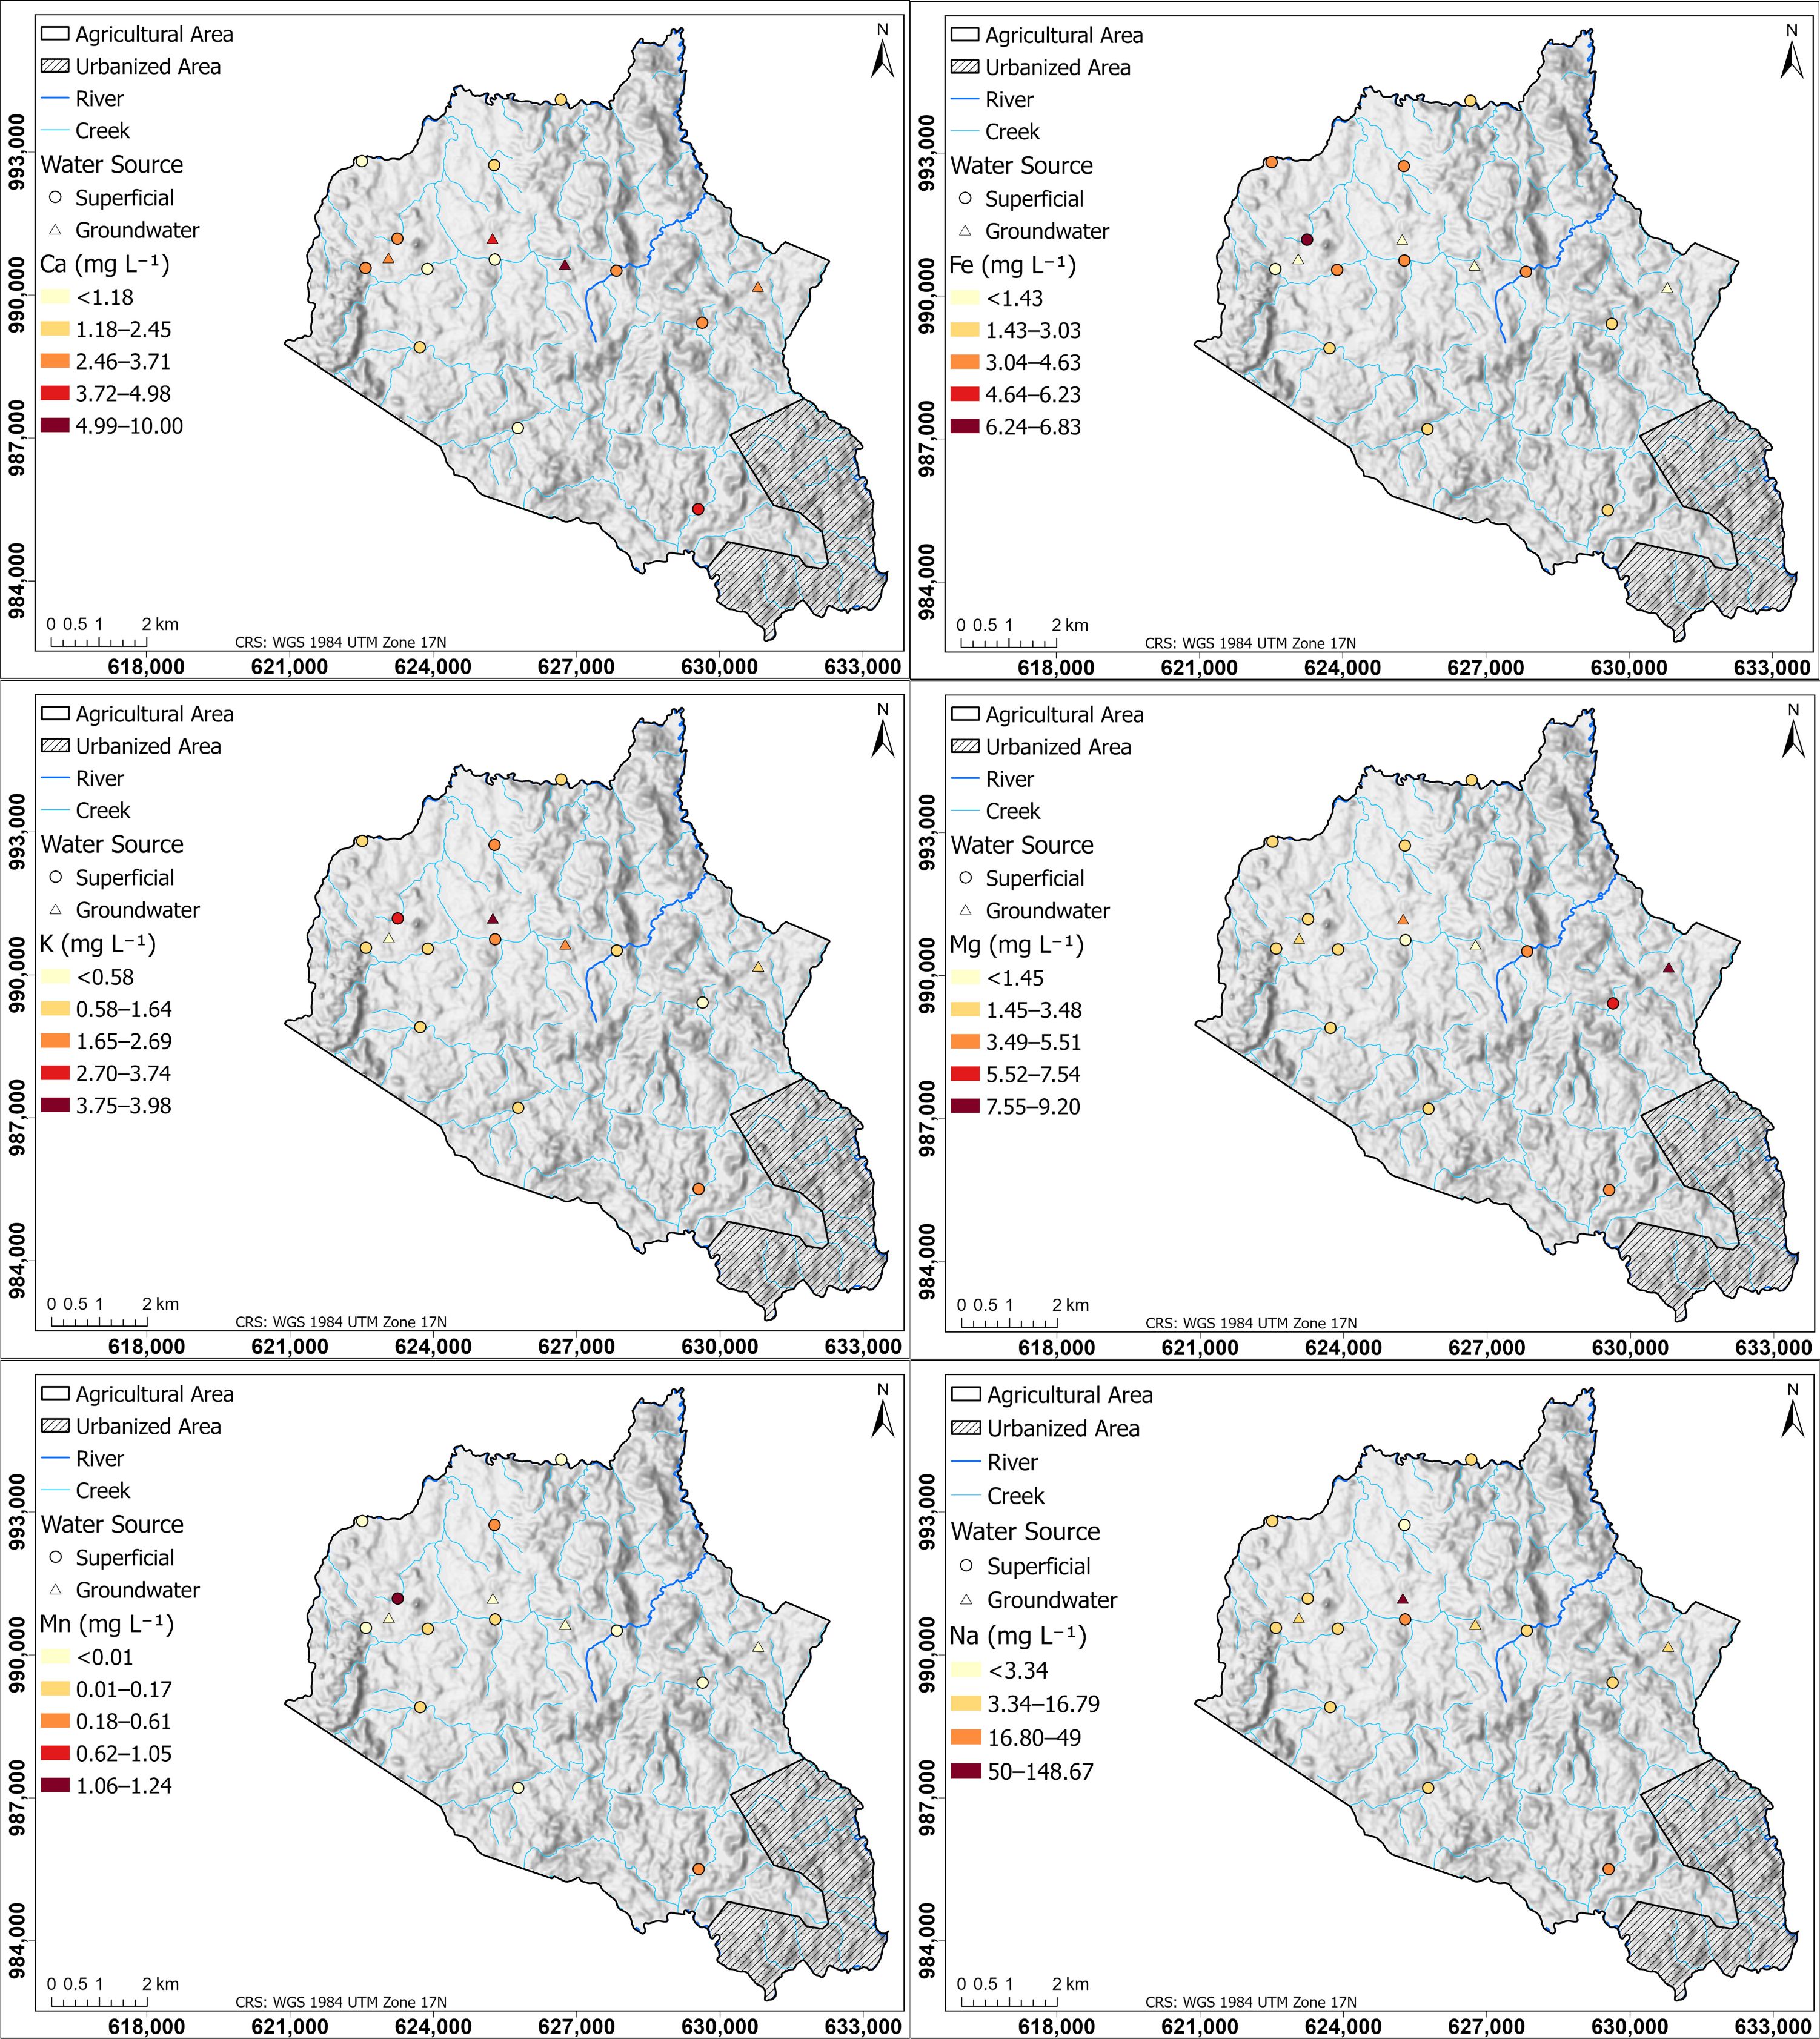 Agricultural Area
Urbanized Area
River
Creek
Water Source
Superficial
Groundwater
Ca (mg L⁻¹)
<1.18
1.18–2.45
2.46–3.71
3.72–4.98
4.99–10.00
N
993,000
990,000
987,000
984,000
0 0.5 1 2 km
CRS: WGS 1984 UTM Zone 17N
618,000 621,000 624,000 627,000 630,000 633,000
Agricultural Area
Urbanized Area
River
Creek
Water Source
Superficial
Groundwater
Fe (mg L⁻¹)
<1.43
1.43–3.03
3.04–4.63
4.64–6.23
6.24–6.83
N
993,000
990,000
987,000
984,000
0 0.5 1 2 km
CRS: WGS 1984 UTM Zone 17N
618,000 621,000 624,000 627,000 630,000 633,000
Agricultural Area
Urbanized Area
River
Creek
Water Source
Superficial
Groundwater
K (mg L⁻¹)
<0.58
0.58–1.64
1.65–2.69
2.70–3.74
3.75–3.98
N
993,000
990,000
987,000
984,000
0 0.5 1 2 km
CRS: WGS 1984 UTM Zone 17N
618,000 621,000 624,000 627,000 630,000 633,000
Agricultural Area
Urbanized Area
River
Creek
Water Source
Superficial
Groundwater
Mg (mg L⁻¹)
<1.45
1.45–3.48
3.49–5.51
5.52–7.54
7.55–9.20
N
993,000
990,000
987,000
984,000
0 0.5 1 2 km
CRS: WGS 1984 UTM Zone 17N
618,000 621,000 624,000 627,000 630,000 633,000
Agricultural Area
Urbanized Area
River
Creek
Water Source
Superficial
Groundwater
Mn (mg L⁻¹)
<0.01
0.01–0.17
0.18–0.61
0.62–1.05
1.06–1.24
N
993,000
990,000
987,000
984,000
0 0.5 1 2 km
CRS: WGS 1984 UTM Zone 17N
618,000 621,000 624,000 627,000 630,000 633,000
Agricultural Area
Urbanized Area
River
Creek
Water Source
Superficial
Groundwater
Na (mg L⁻¹)
<3.34
3.34–16.79
16.80–49
50–148.67
N
993,000
990,000
987,000
984,000
0 0.5 1 2 km
CRS: WGS 1984 UTM Zone 17N
618,000 621,000 624,000 627,000 630,000 633,000